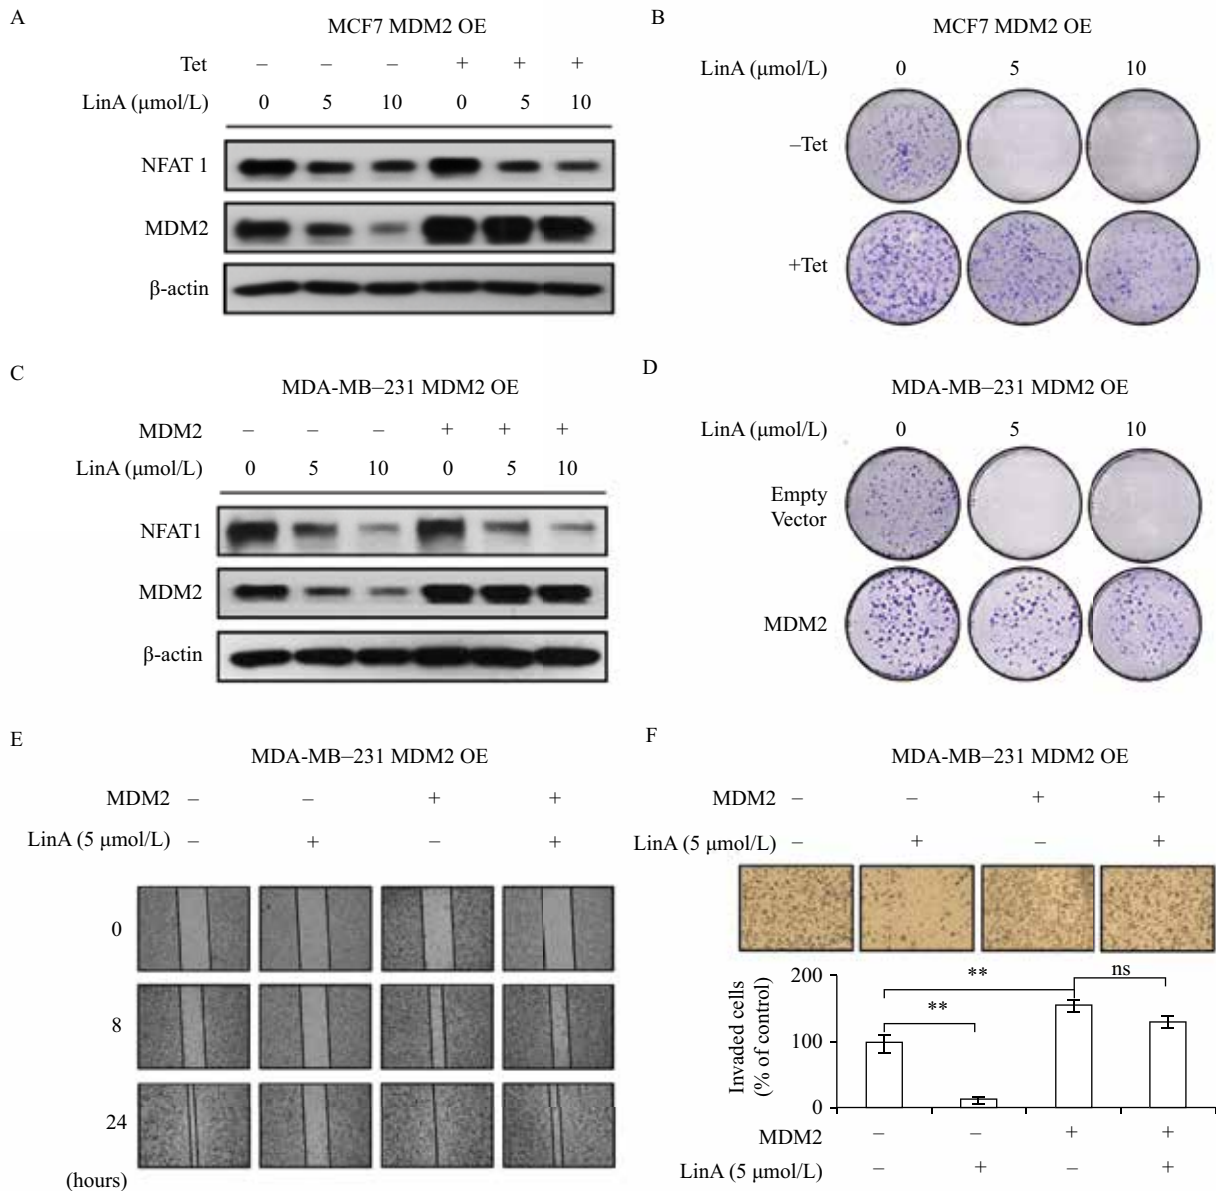 A
MCF7 MDM2 OE
Tet – – – + + +
LinA (μmol/L) 0 5 10 0 5 10
NFAT 1
MDM2
β-actin
B
MCF7 MDM2 OE
LinA (μmol/L) 0 5 10
–Tet
+Tet
C
MDA-MB–231 MDM2 OE
MDM2 – – – + + +
LinA (μmol/L) 0 5 10 0 5 10
NFAT1
MDM2
β-actin
D
MDA-MB–231 MDM2 OE
LinA (μmol/L) 0 5 10
Empty
Vector
MDM2
E
MDA-MB–231 MDM2 OE
MDM2 – – + +
LinA (5 μmol/L) – + – +
0
8
24
(hours)
F
MDA-MB–231 MDM2 OE
MDM2 – – + +
LinA (5 μmol/L) – + – +
Invaded cells
(% of control)
200
100
0
** ns
**
MDM2 – – + +
LinA (5 μmol/L) – + – +